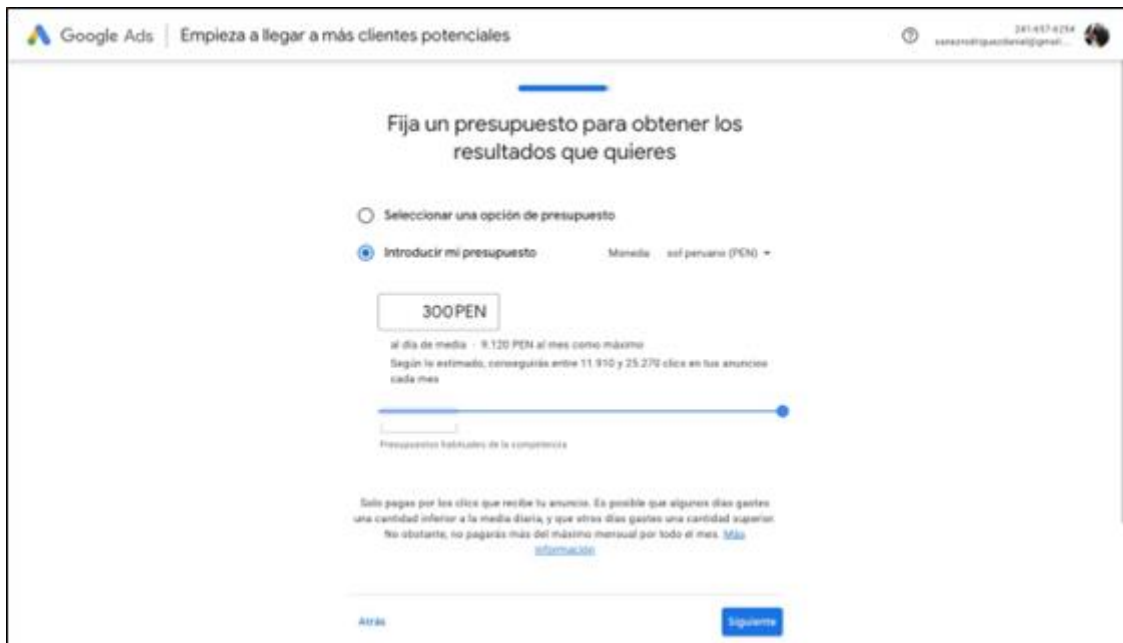 Google Ads | Empieza a llegar a más clientes potenciales
241-657-6254
Fija un presupuesto para obtener los
resultados que quieres
Seleccionar una opción de presupuesto
Introducir mi presupuesto Moneda sol peruano (PEN)
300 PEN
al día de media · 9.120 PEN al mes como máximo
Según lo estimado, conseguirás entre 11.910 y 25.270 clics en tus anuncios
cada mes
Presupuestos habituales de la competencia
Solo pagas por los clics que recibe tu anuncio. Es posible que algunos días gastes
una cantidad inferior a la media diaria, y que otros días gastes una cantidad superior.
No obstante, no pagarás más del máximo mensual por todo el mes. Más
información
Atrás Siguiente